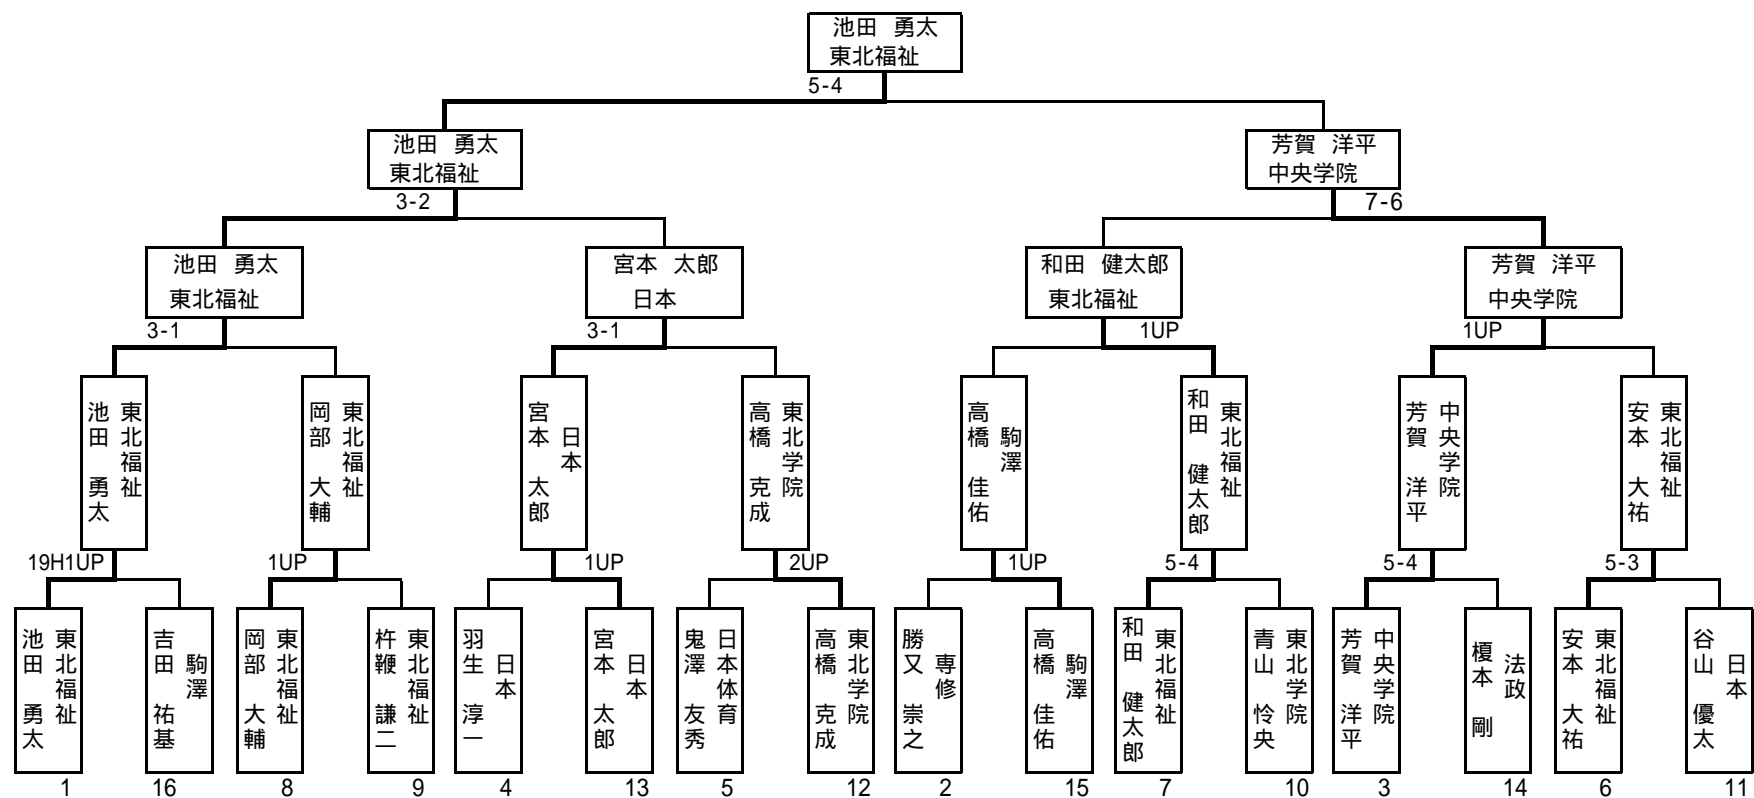 池田 勇太
東北福祉
5-4
池田 勇太
東北福祉
芳賀 洋平
中央学院
3-2
7-6
池田 勇太
東北福祉
宮本 太郎
日本
和田 健太郎
東北福祉
芳賀 洋平
中央学院
3-1
3-1
1UP
1UP
東北福祉
池田 勇太
東北福祉
岡部 大輔
日本
宮本 太郎
東北学院
高橋 克成
駒澤
高橋 佳佑
東北福祉
和田 健太郎
中央学院
芳賀 洋平
東北福祉
安本 大祐
19H1UP
1UP
1UP
2UP
1UP
5-4
5-4
5-3
東北福祉
池田 勇太
駒澤
吉田 祐基
東北福祉
岡部 大輔
東北福祉
杵鞭 謙二
日本
羽生 淳一
日本
宮本 太郎
日本体育
鬼澤 友秀
東北学院
高橋 克成
専修
勝又 崇之
駒澤
高橋 佳佑
東北福祉
和田 健太郎
東北学院
青山 怜央
中央学院
芳賀 洋平
法政
榎本 剛
東北福祉
安本 大祐
日本
谷山 優太
1
16
8
9
4
13
5
12
2
15
7
10
3
14
6
11